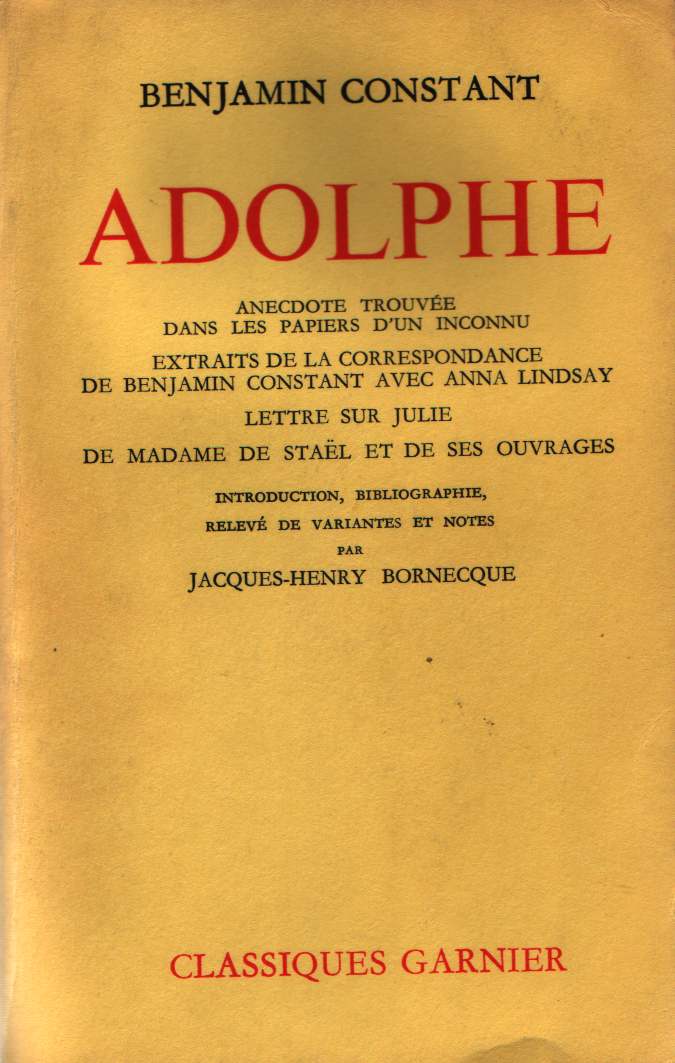 BENJAMIN CONSTANT
ADOLPHE
ANECDOTE TROUVÉE
DANS LES PAPIERS D'UN INCONNU
EXTRAITS DE LA CORRESPONDANCE
DE BENJAMIN CONSTANT AVEC ANNA LINDSAY
LETTRE SUR JULIE
DE MADAME DE STAËL ET DE SES OUVRAGES
INTRODUCTION, BIBLIOGRAPHIE,
RELEVÉ DE VARIANTES ET NOTES
PAR
JACQUES-HENRY BORNECQUE
CLASSIQUES GARNIER